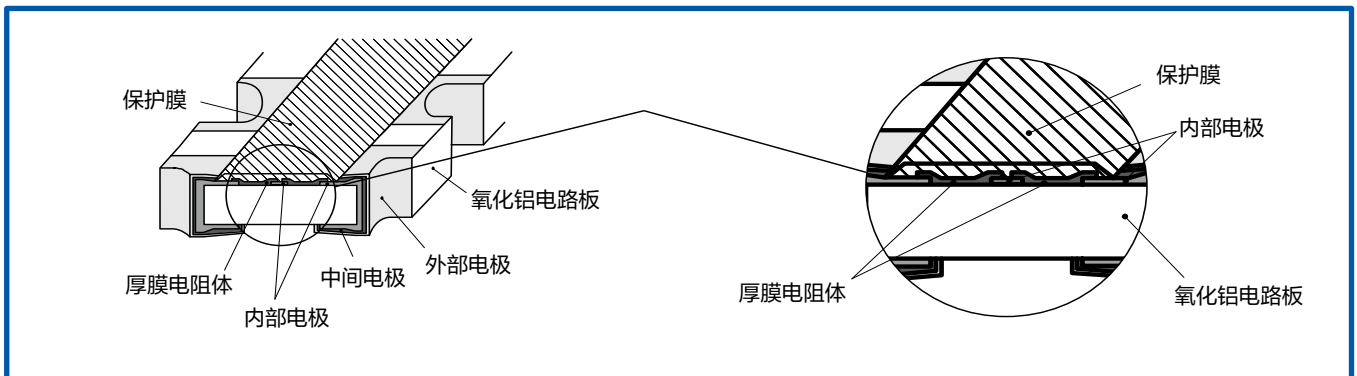 保护膜
氧化铝电路板
外部电极
中间电极
厚膜电阻体
内部电极
保护膜
内部电极
厚膜电阻体
氧化铝电路板